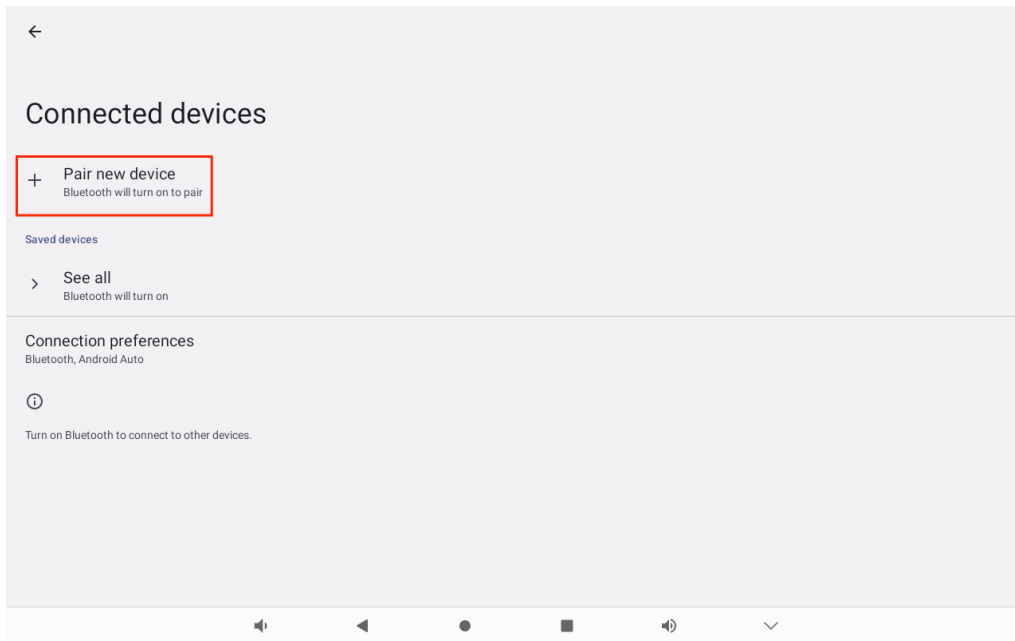 Connected devices
Pair new device
Bluetooth will turn on to pair
Saved devices
See all
Bluetooth will turn on
Connection preferences
Bluetooth, Android Auto
Turn on Bluetooth to connect to other devices.